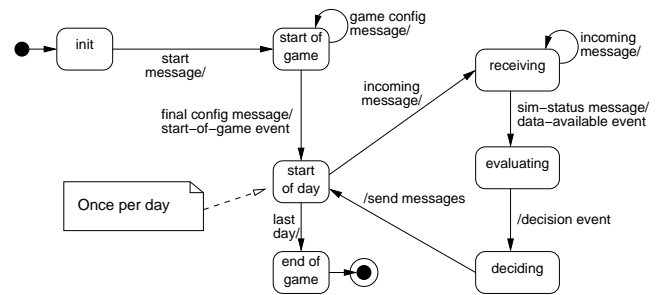 game config
message/
incoming
message/
init
start of
game
start
message/
receiving
incoming
message/
sim-status message/
data-available event
final config message/
start-of-game event
evaluating
start
of day
Once per day
/send messages
last
day/
/decision event
end of
game
deciding